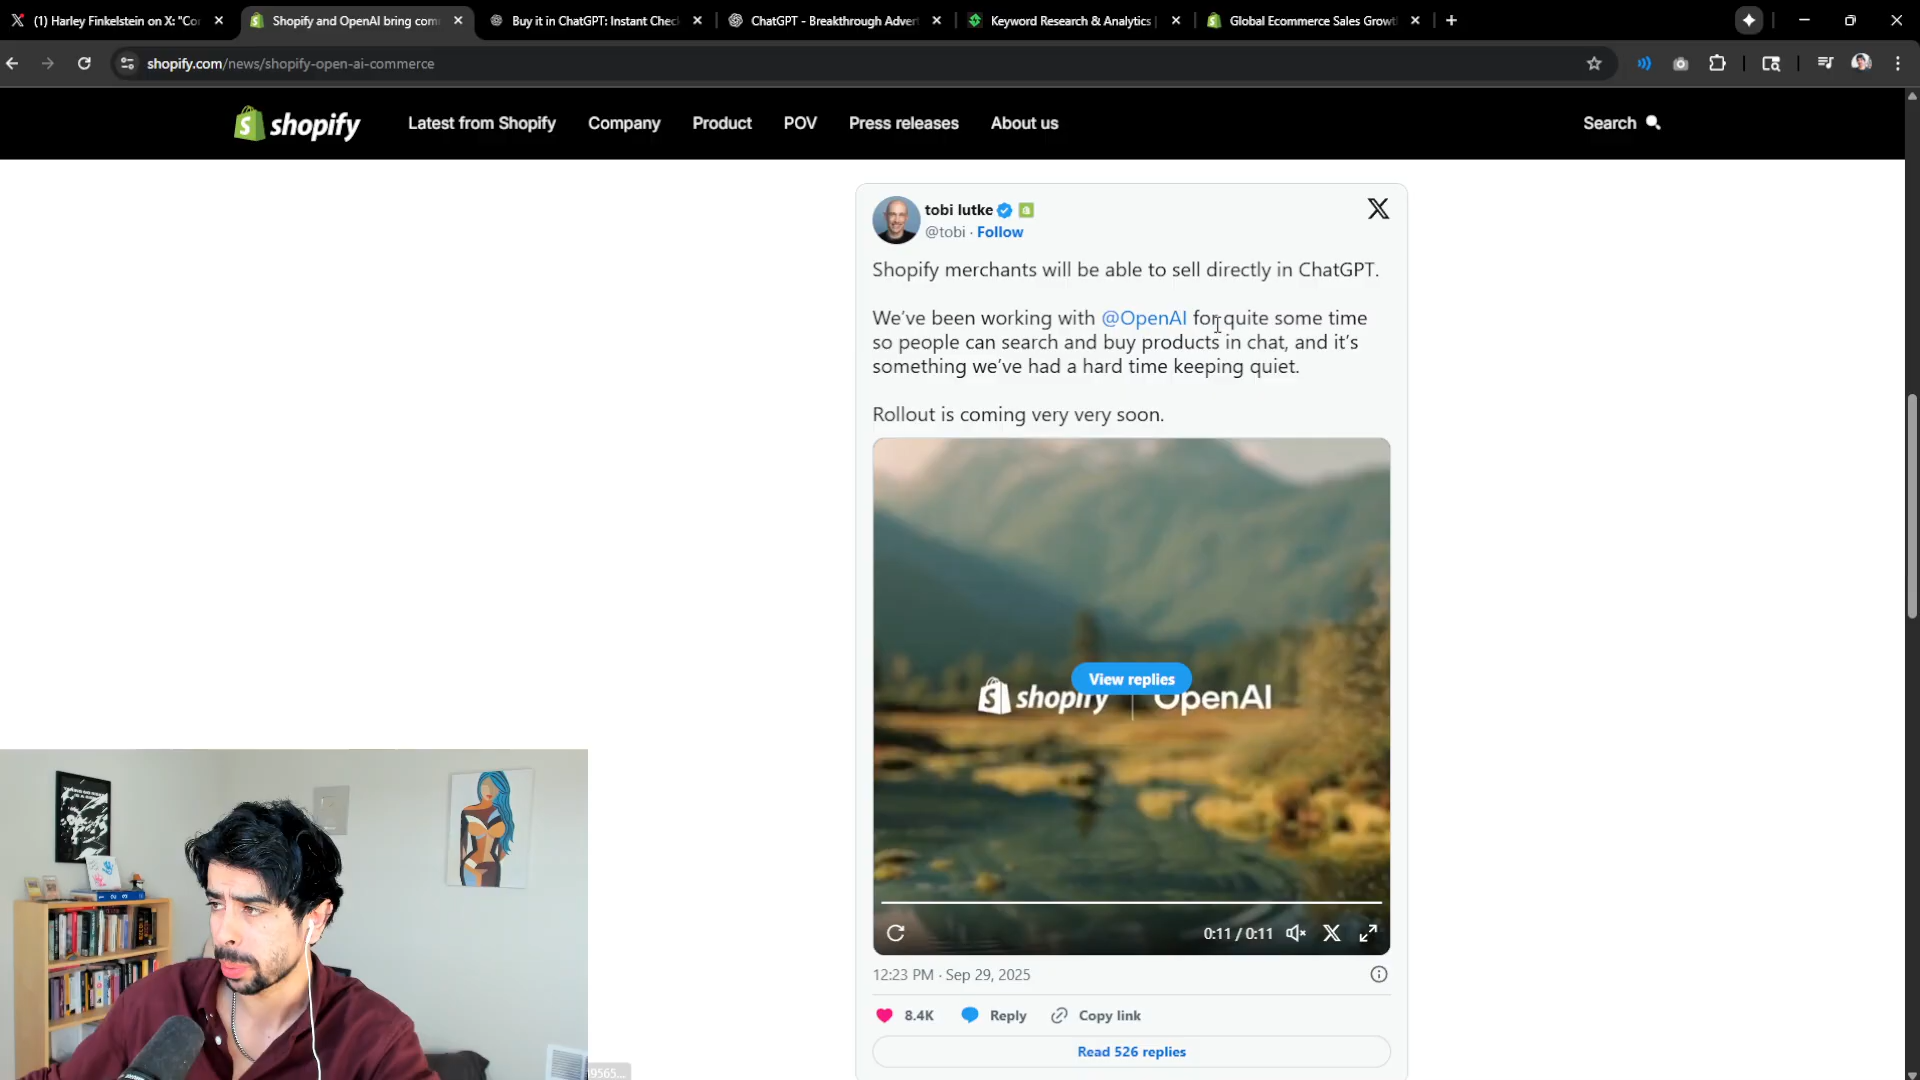 (1) Harley Finkelstein on X: "Cor
Shopify and OpenAI bring com
Buy it in ChatGPT: Instant Chec
ChatGPT - Breakthrough Advert
Keyword Research & Analytics
Global Ecommerce Sales Growt
shopify.com/news/shopify-open-ai-commerce
shopify
Latest from Shopify
Company
Product
POV
Press releases
About us
Search
tobi lutke
@tobi · Follow
Shopify merchants will be able to sell directly in ChatGPT.
We've been working with @OpenAI for quite some time
so people can search and buy products in chat, and it's
something we've had a hard time keeping quiet.
Rollout is coming very very soon.
View replies
shopify | OpenAI
0:11 / 0:11
12:23 PM · Sep 29, 2025
8.4K
Reply
Copy link
Read 526 replies